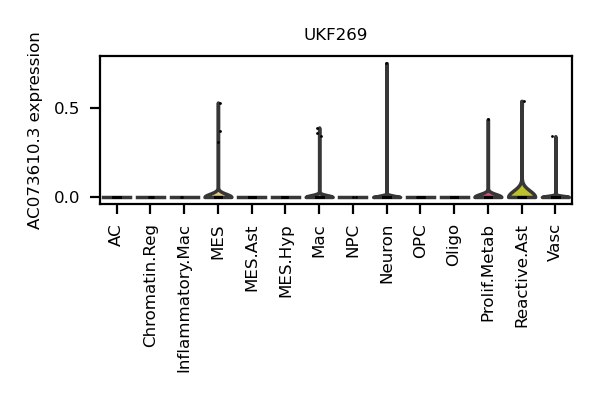 UKF269
AC073610.3 expression
0.5
0.0
AC
Chromatin.Reg
Inflammatory.Mac
MES
MES.Ast
MES.Hyp
Mac
NPC
Neuron
OPC
Oligo
Prolif.Metab
Reactive.Ast
Vasc